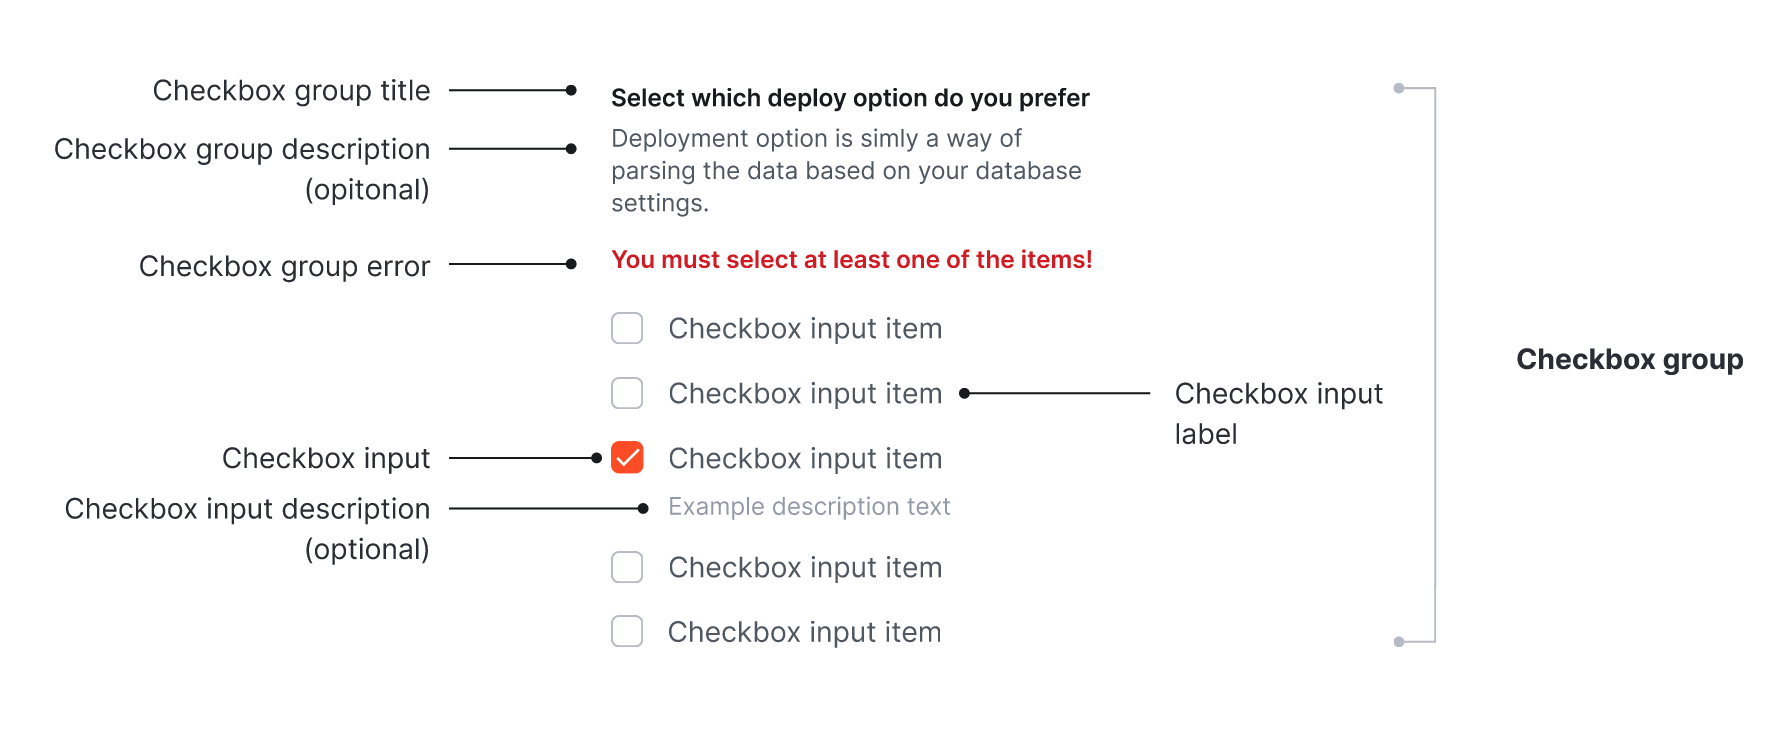 Checkbox group title
Select which deploy option do you prefer
Checkbox group description
(opitonal)
Deployment option is simly a way of
parsing the data based on your database
settings.
Checkbox group error
You must select at least one of the items!
Checkbox input item
Checkbox input item
Checkbox input
label
Checkbox group
Checkbox input
Checkbox input item
Checkbox input description
(optional)
Example description text
Checkbox input item
Checkbox input item